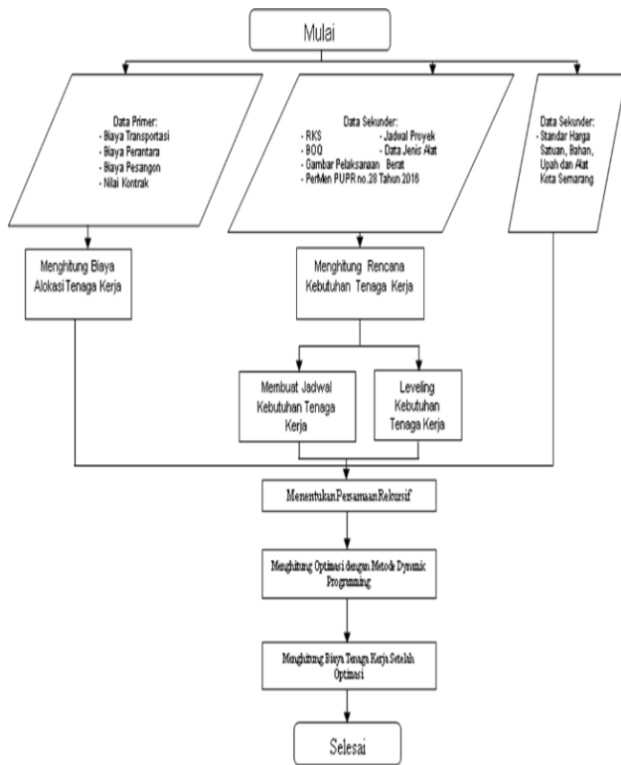 Mulai
Data Primer:
- Biaya Transportasi
- Biaya Perantara
- Biaya Pesangon
- Nilai Kontrak
Data Sekunder:
- RKS - Jadwal Proyek
- BOQ - Data Jenis Alat
- Gambar Pelaksanaan Berat
- PerMen PUPR no.28 Tahun 2016
Data Sekunder:
- Standar Harga
Satuan, Bahan,
Upah dan Alat
Kota Semarang
Menghitung Biaya
Alokasi Tenaga Kerja
Menghitung Rencana
Kebutuhan Tenaga Kerja
Membuat Jadwal
Kebutuhan Tenaga
Kerja
Leveling
Kebutuhan
Tenaga Kerja
Menentukan Persamaan Rekursif
Menghitung Optimasi dengan Metode Dynamic
Programming
Menghitung Biaya Tenaga Kerja Setelah
Optimasi
Selesai